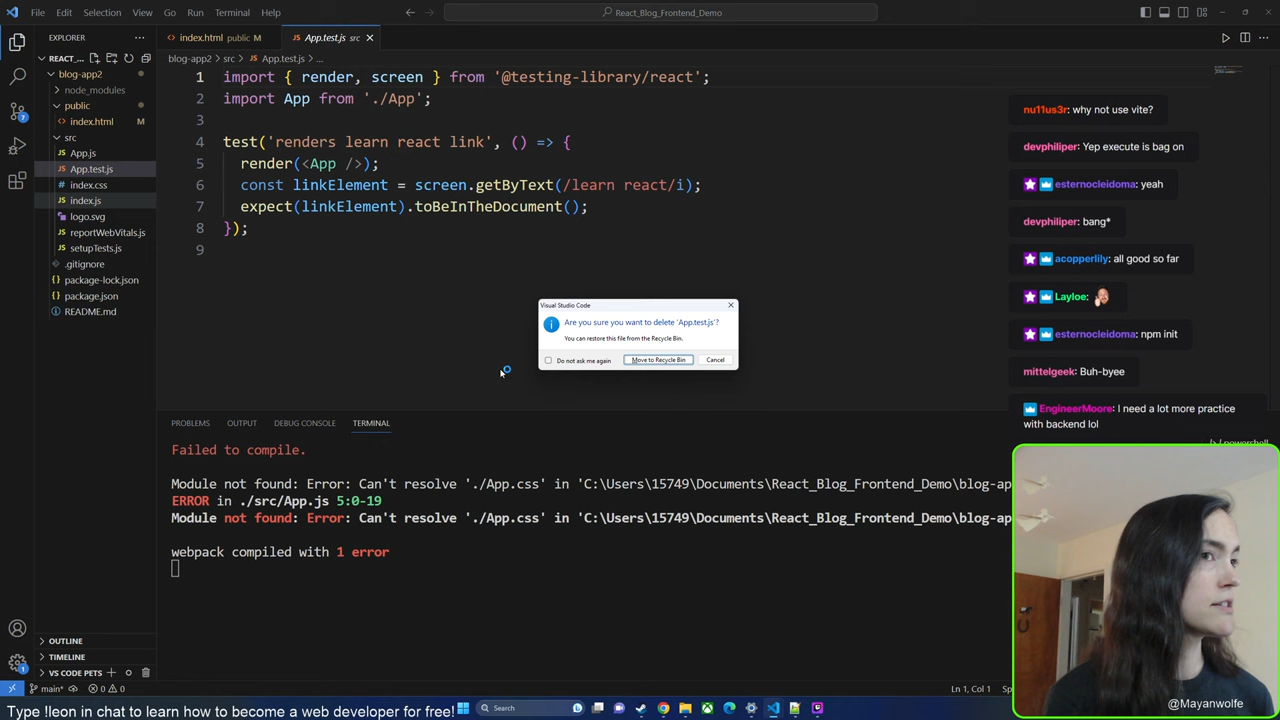 File Edit Selection View Go Run Terminal Help
React_Blog_Frontend_Demo
EXPLORER
REACT_...
blog-app2
node_modules
public
index.html M
src
App.js
App.test.js
index.css
index.js
logo.svg
reportWebVitals.js
setupTests.js
.gitignore
package-lock.json
package.json
README.md
OUTLINE
TIMELINE
VS CODE PETS
index.html public M
App.test.js src
blog-app2 > src > App.test.js > ...
1 import { render, screen } from '@testing-library/react';
2 import App from './App';
3
4 test('renders learn react link', () => {
5 render(<App />);
6 const linkElement = screen.getByText(/learn react/i);
7 expect(linkElement).toBeInTheDocument();
8 });
9
Visual Studio Code
Are you sure you want to delete 'App.test.js'?
You can restore this file from the Recycle Bin.
Do not ask me again
Move to Recycle Bin
Cancel
PROBLEMS OUTPUT DEBUG CONSOLE TERMINAL
powershell
Failed to compile.
Module not found: Error: Can't resolve './App.css' in 'C:\Users\15749\Documents\React_Blog_Frontend_Demo\blog-ap
ERROR in ./src/App.js 5:0-19
Module not found: Error: Can't resolve './App.css' in 'C:\Users\15749\Documents\React_Blog_Frontend_Demo\blog-ap
webpack compiled with 1 error
nu11us3r: why not use vite?
devphiliper: Yep execute is bag on
esternocleidoma: yeah
devphiliper: bang*
acopperlily: all good so far
Layloe:
esternocleidoma: npm init
mittelgeek: Buh-byee
EngineerMoore: I need a lot more practice
with backend lol
main* 0 0
Ln 1, Col 1
Type !leon in chat to learn how to become a web developer for free!
Search
@Mayanwolfe